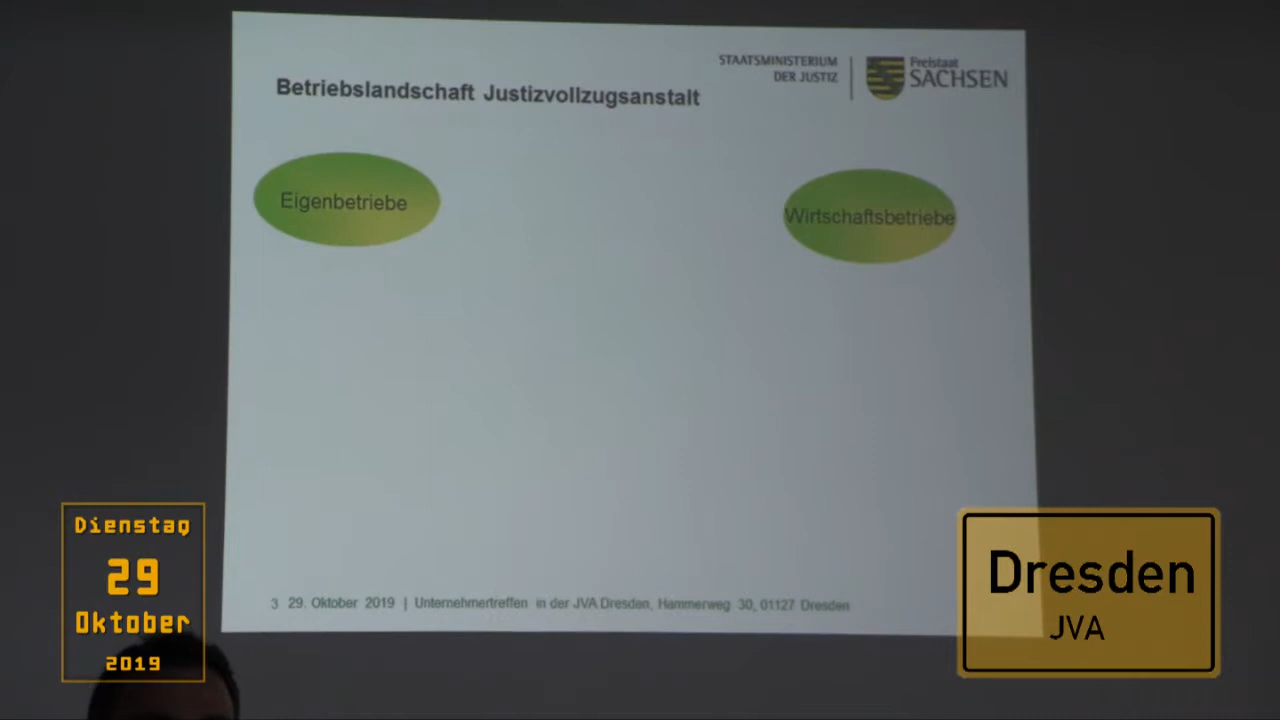 STAATSMINISTERIUM
DER JUSTIZ
Freistaat
SACHSEN
Betriebslandschaft Justizvollzugsanstalt
Eigenbetriebe
Wirtschaftsbetriebe
3 29. Oktober 2019 | Unternehmertreffen in der JVA Dresden, Hammerweg 30, 01127 Dresden
Dienstag
29
Oktober
2019
Dresden
JVA